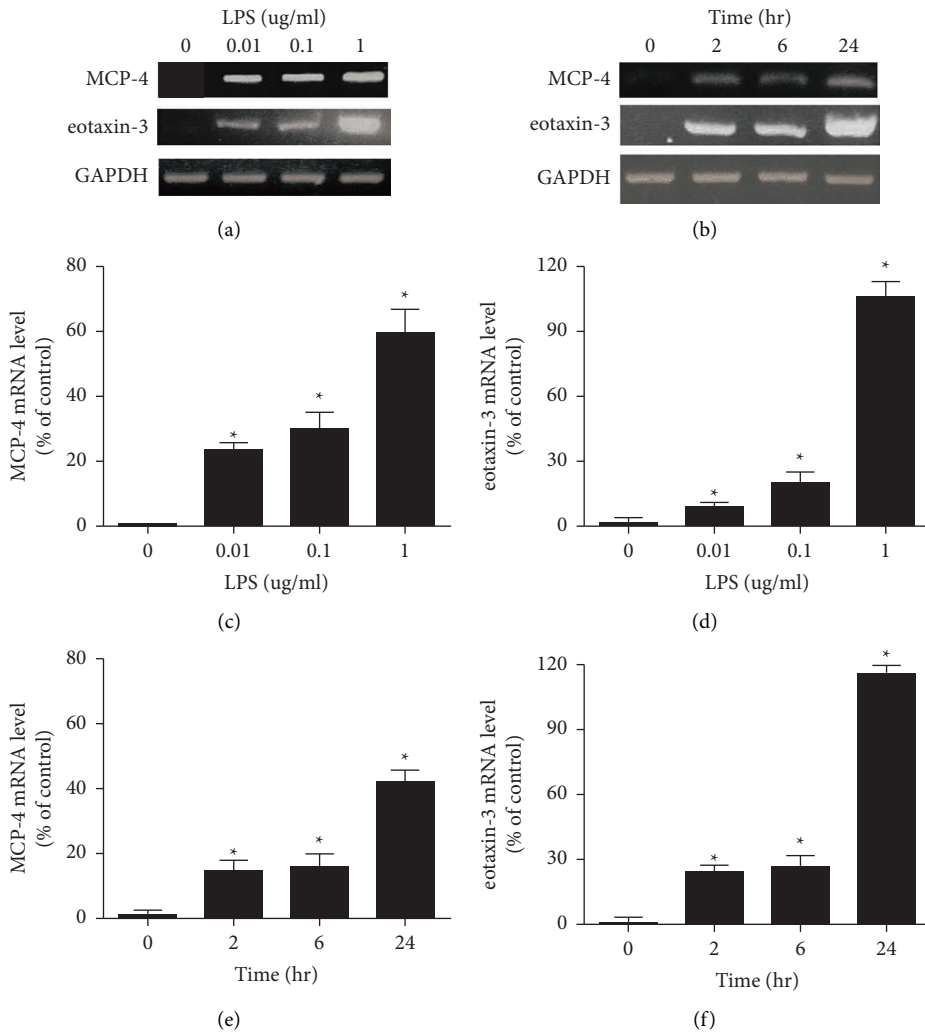 LPS (ug/ml)
0 0.01 0.1 1
MCP-4
eotaxin-3
GAPDH
(a)
Time (hr)
0 2 6 24
MCP-4
eotaxin-3
GAPDH
(b)
MCP-4 mRNA level
(% of control)
80
60
40
20
0
* * *
0 0.01 0.1 1
LPS (ug/ml)
(c)
eotaxin-3 mRNA level
(% of control)
120
90
60
30
0
* * *
0 0.01 0.1 1
LPS (ug/ml)
(d)
MCP-4 mRNA level
(% of control)
80
60
40
20
0
* * *
0 2 6 24
Time (hr)
(e)
eotaxin-3 mRNA level
(% of control)
120
90
60
30
0
* * *
0 2 6 24
Time (hr)
(f)